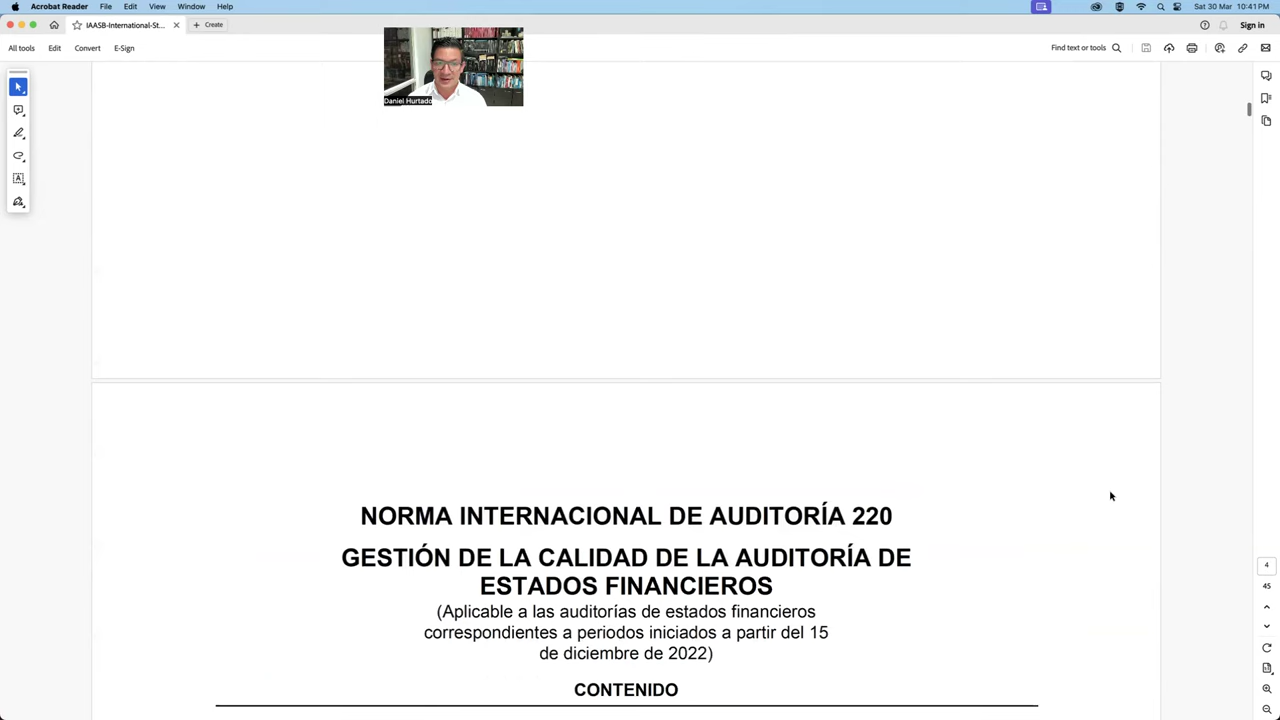 Acrobat Reader File Edit View Window Help
Sat 30 Mar 10:41PM
IAASB-International-St...
Create
Sign in
All tools Edit Convert E-Sign
Find text or tools
Daniel Hurtado
NORMA INTERNACIONAL DE AUDITORÍA 220
GESTIÓN DE LA CALIDAD DE LA AUDITORÍA DE
ESTADOS FINANCIEROS
(Aplicable a las auditorías de estados financieros
correspondientes a periodos iniciados a partir del 15
de diciembre de 2022)
CONTENIDO
4
45